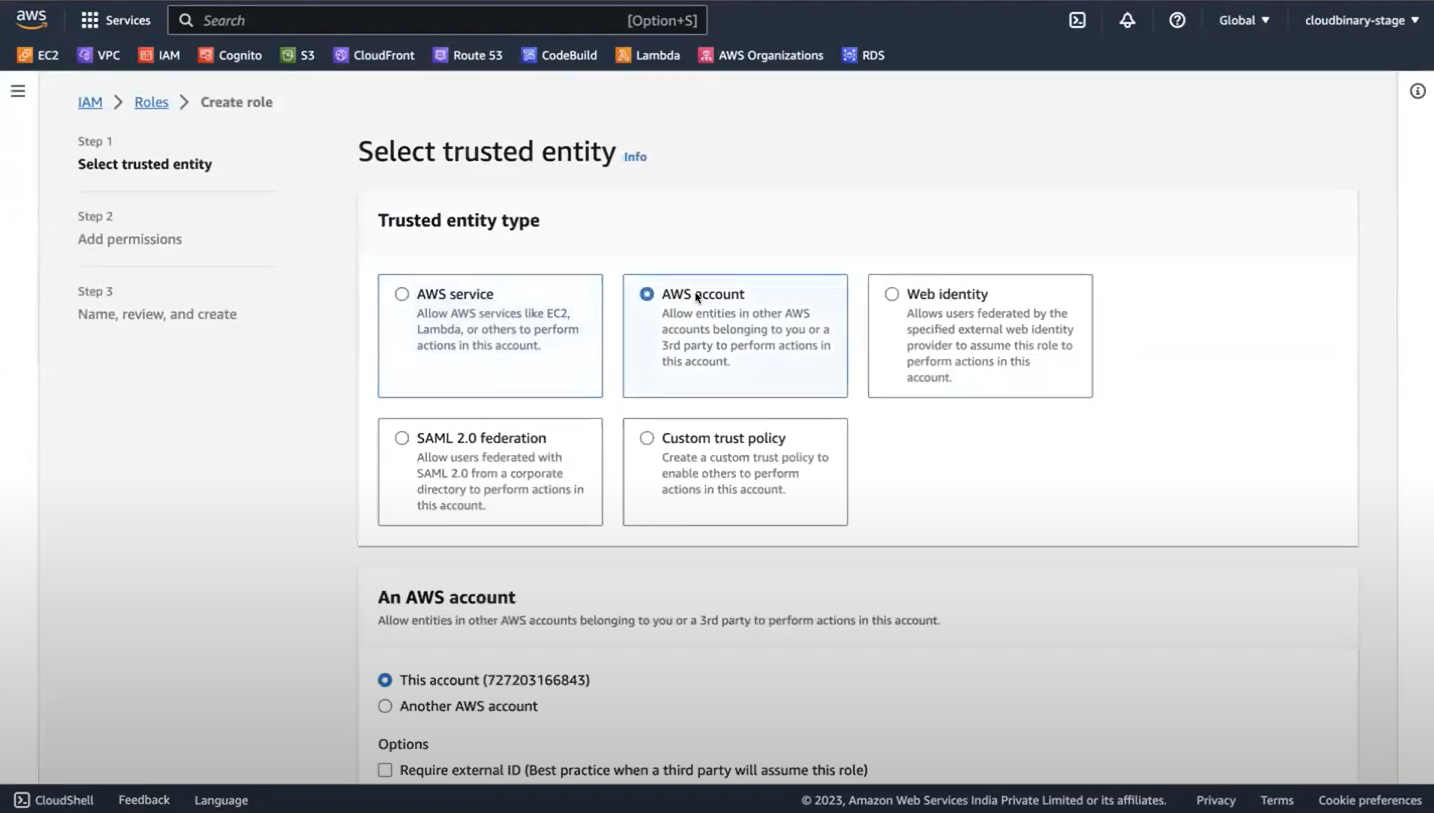 aws
Services
Search
[Option+S]
Global
cloudbinary-stage
EC2
VPC
IAM
Cognito
S3
CloudFront
Route 53
CodeBuild
Lambda
AWS Organizations
RDS
IAM
Roles
Create role
Step 1
Select trusted entity
Step 2
Add permissions
Step 3
Name, review, and create
Select trusted entity Info
Trusted entity type
AWS service
Allow AWS services like EC2,
Lambda, or others to perform
actions in this account.
AWS account
Allow entities in other AWS
accounts belonging to you or a
3rd party to perform actions in
this account.
Web identity
Allows users federated by the
specified external web identity
provider to assume this role to
perform actions in this
account.
SAML 2.0 federation
Allow users federated with
SAML 2.0 from a corporate
directory to perform actions in
this account.
Custom trust policy
Create a custom trust policy to
enable others to perform
actions in this account.
An AWS account
Allow entities in other AWS accounts belonging to you or a 3rd party to perform actions in this account.
This account (727203166843)
Another AWS account
Options
Require external ID (Best practice when a third party will assume this role)
CloudShell
Feedback
Language
© 2023, Amazon Web Services India Private Limited or its affiliates.
Privacy
Terms
Cookie preferences